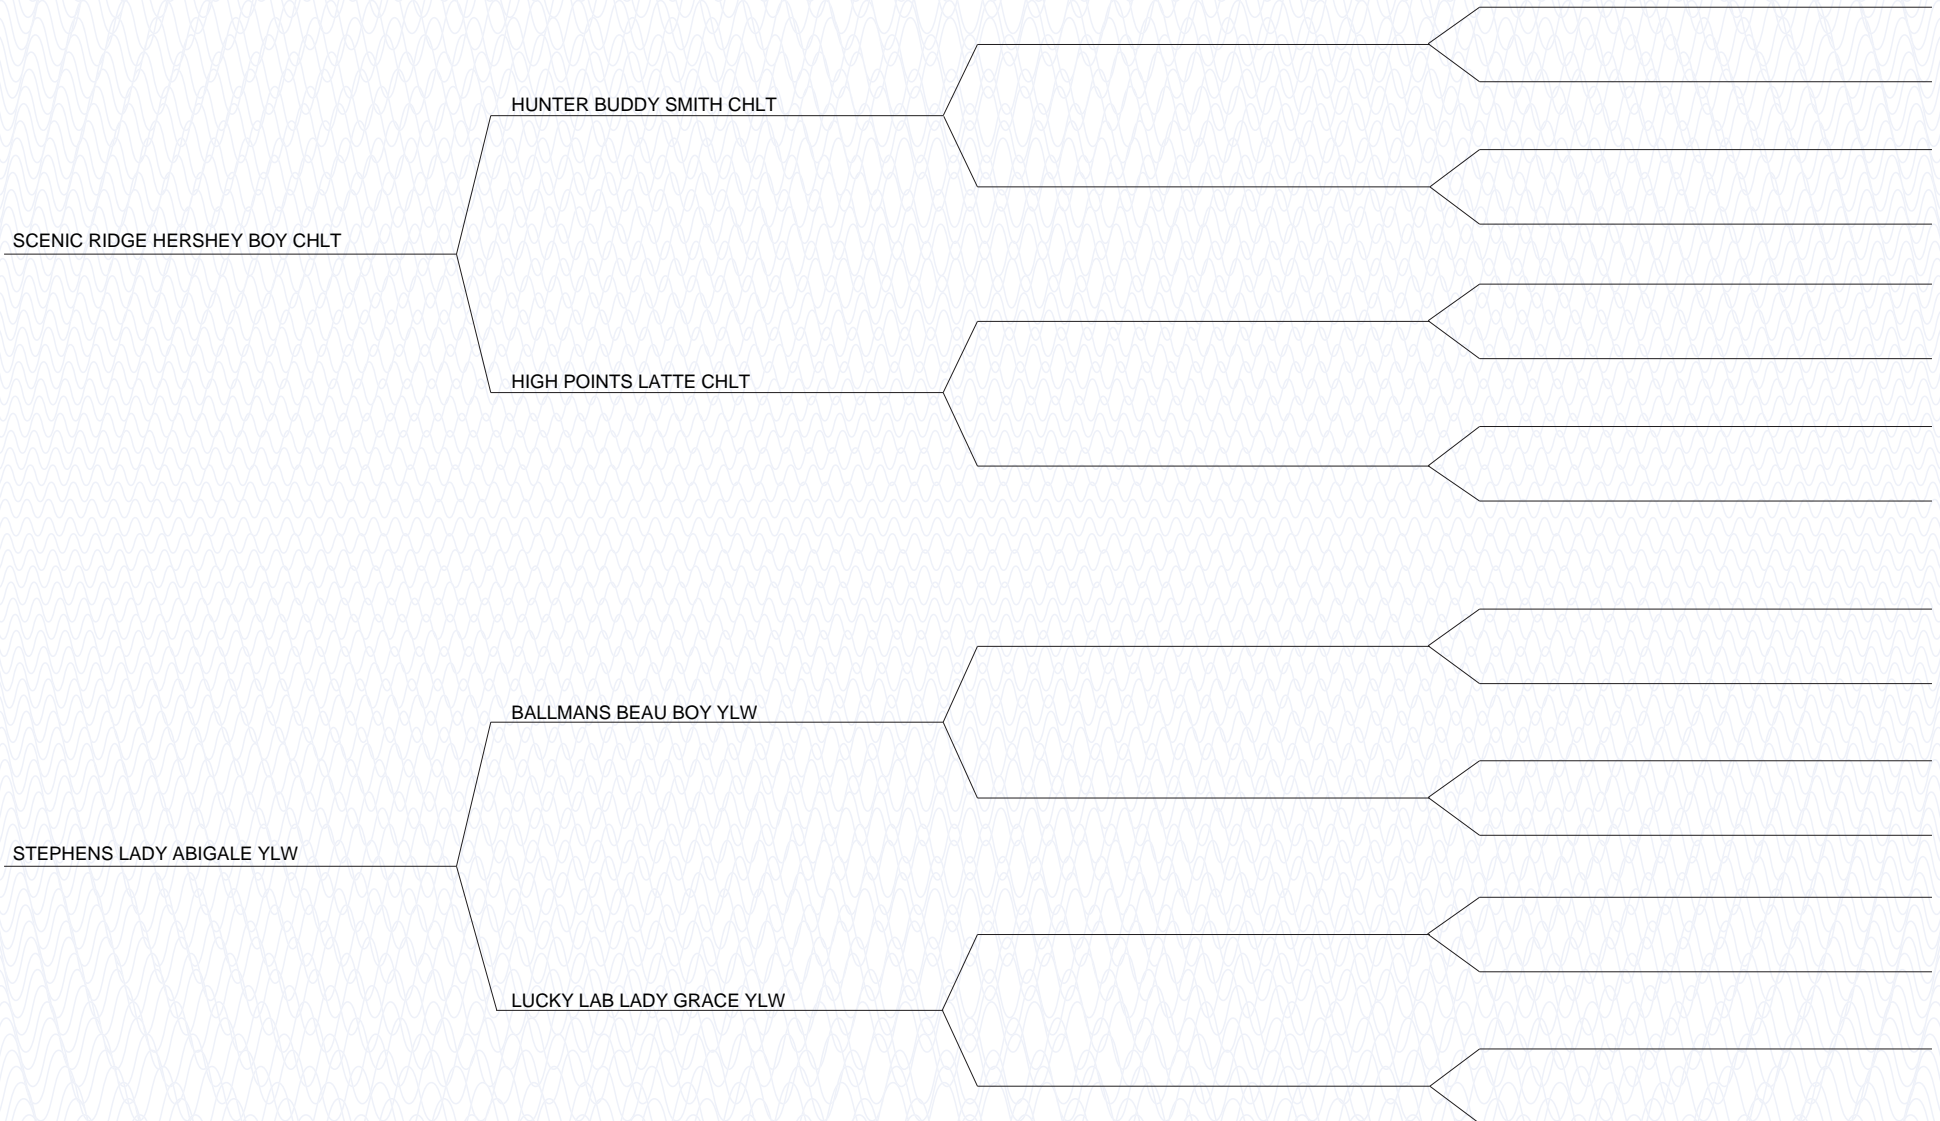 HUNTER BUDDY SMITH CHLT
SCENIC RIDGE HERSHEY BOY CHLT
HIGH POINTS LATTE CHLT
BALLMANS BEAU BOY YLW
STEPHENS LADY ABIGALE YLW
LUCKY LAB LADY GRACE YLW